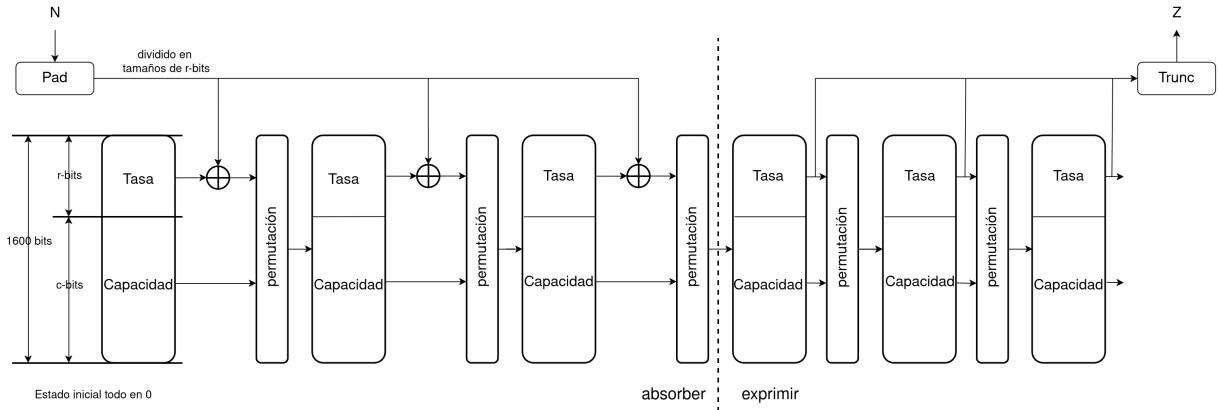 N
Z
dividido en
tamaños de r-bits
Pad
Trunc
r-bits
1600 bits
c-bits
Tasa
Capacidad
permutación
Tasa
Capacidad
permutación
Tasa
Capacidad
permutación
Tasa
Capacidad
permutación
Tasa
Capacidad
permutación
Tasa
Capacidad
Estado inicial todo en 0
absorber
exprimir